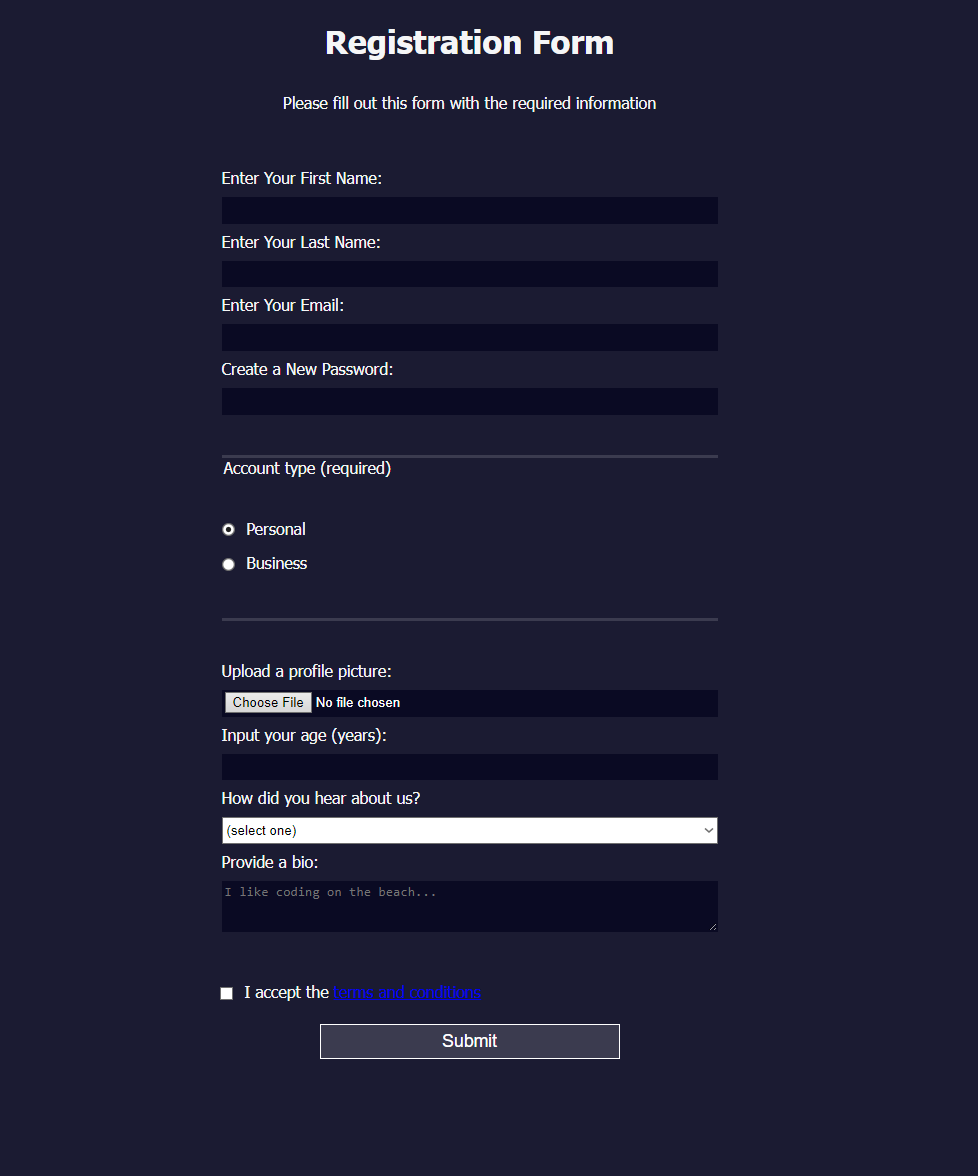 Registration Form
Please fill out this form with the required information
Enter Your First Name:
Enter Your Last Name:
Enter Your Email:
Create a New Password:
Account type (required)
Personal
Business
Upload a profile picture:
Choose File No file chosen
Input your age (years):
How did you hear about us?
(select one)
Provide a bio:
I like coding on the beach...
I accept the terms and conditions
Submit